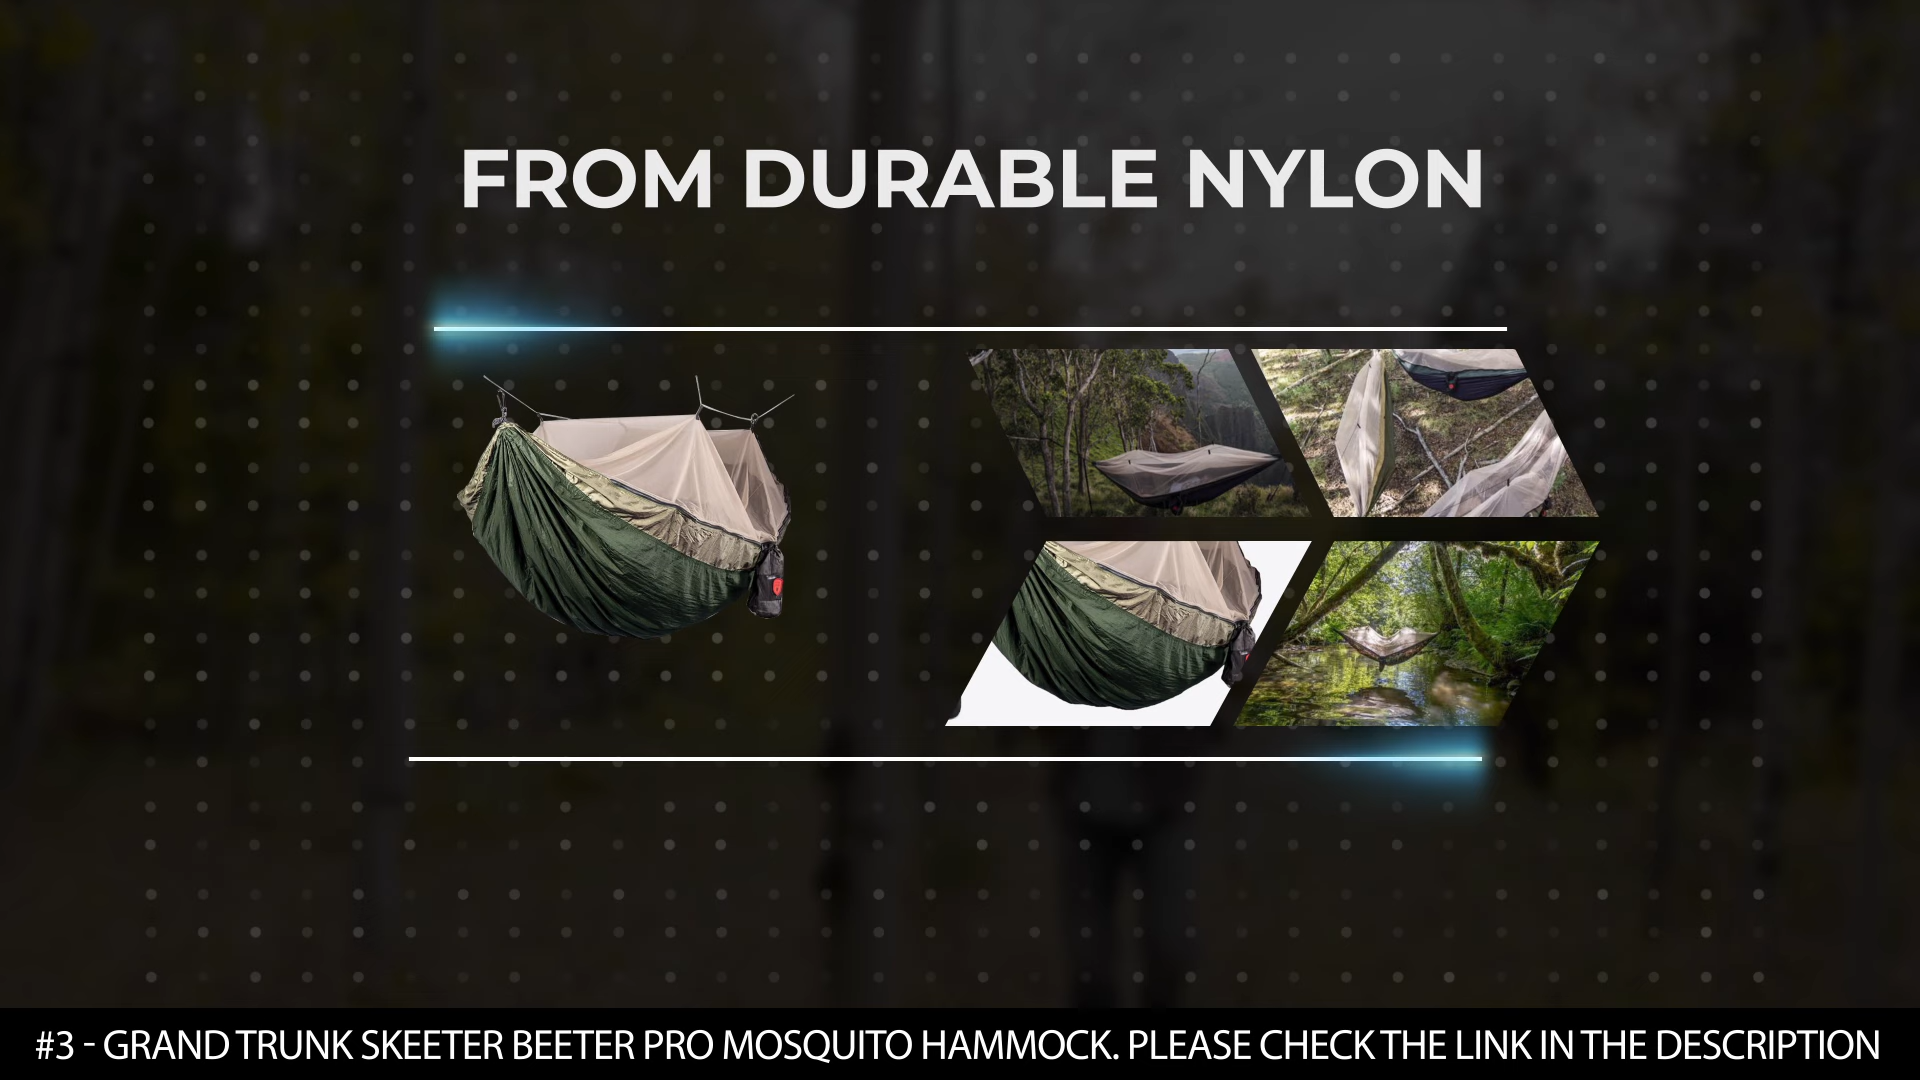 FROM DURABLE NYLON
#3 - GRAND TRUNK SKEETER BEETER PRO MOSQUITO HAMMOCK. PLEASE CHECK THE LINK IN THE DESCRIPTION